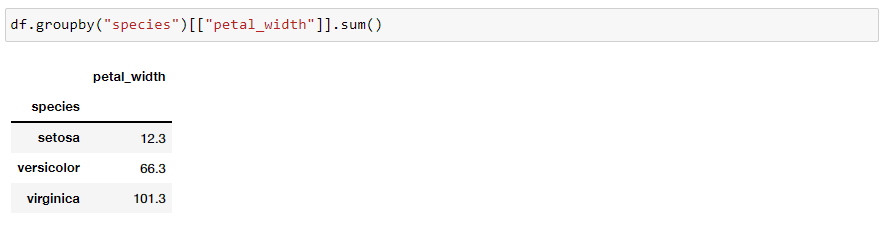 df.groupby("species")[["petal_width"]].sum()
petal_width
species
setosa 12.3
versicolor 66.3
virginica 101.3